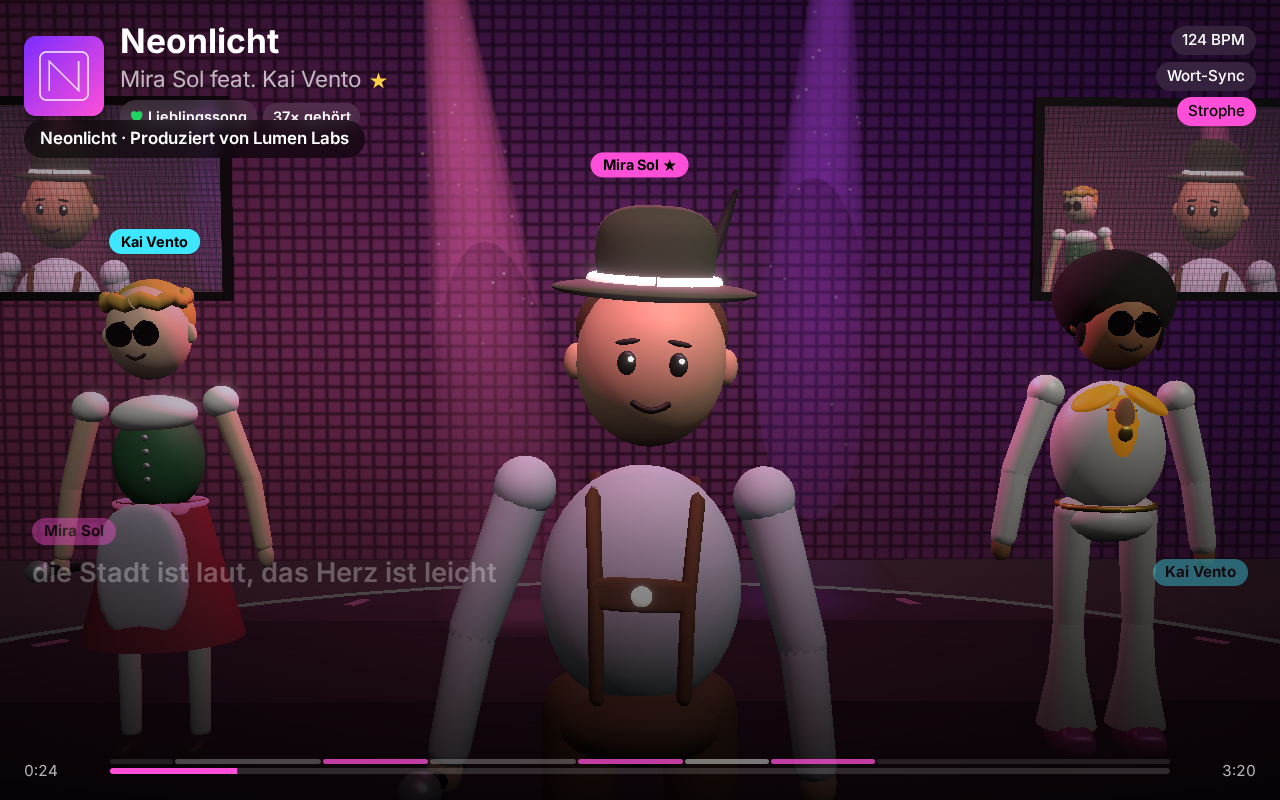 N
Neonlicht
Mira Sol feat. Kai Vento ★
Lieblingssong
37× gehört
Neonlicht · Produziert von Lumen Labs
124 BPM
Wort-Sync
Strophe
Mira Sol ★
Kai Vento
Mira Sol
die Stadt ist laut, das Herz ist leicht
Kai Vento
0:24
3:20